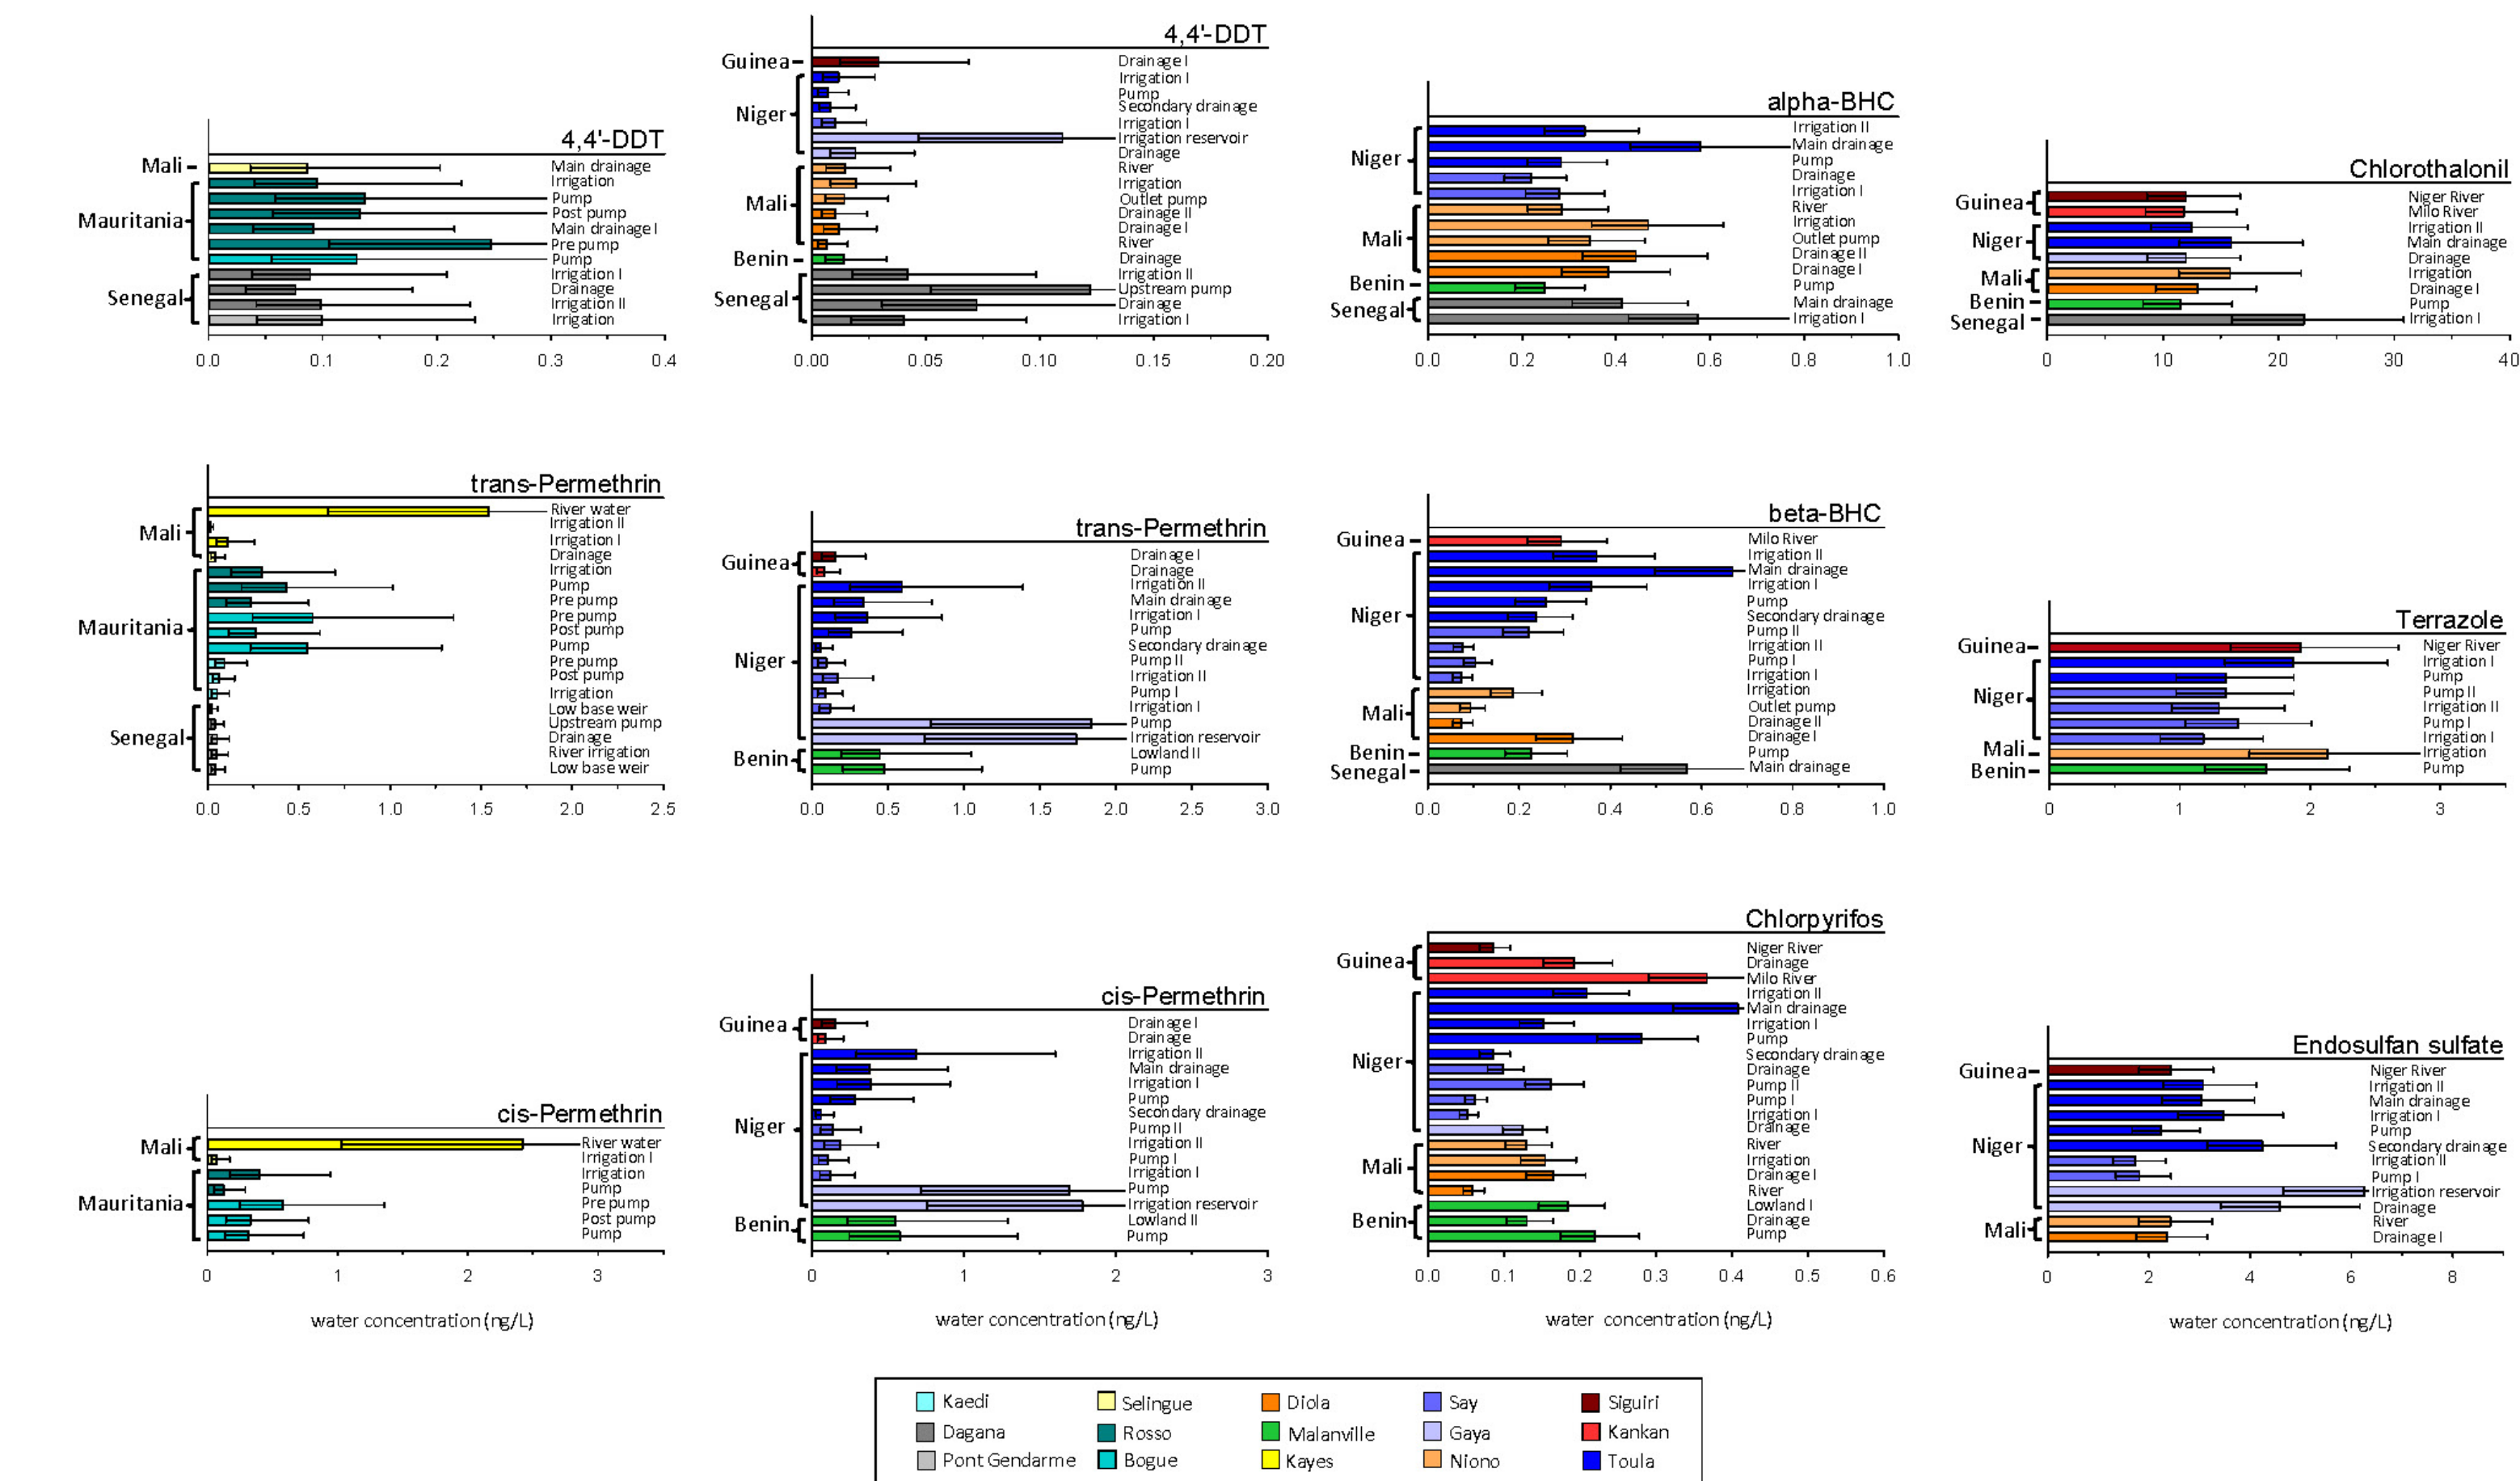 4,4'-DDT
Mali
Mauritania
Senegal
Main drainage
Irrigation
Pump
Post pump
Main drainage I
Pre pump
Pump
Irrigation I
Drainage
Irrigation II
Irrigation
0.0 0.1 0.2 0.3 0.4
4,4'-DDT
Guinea
Niger
Mali
Benin
Senegal
Drainage I
Irrigation I
Pump
Secondary drainage
Irrigation I
Irrigation reservoir
Drainage
River
Irrigation
Outlet pump
Drainage II
Drainage I
River
Drainage
Irrigation II
Upstream pump
Drainage
Irrigation I
0.00 0.05 0.10 0.15 0.20
alpha-BHC
Niger
Mali
Benin
Senegal
Irrigation II
Main drainage
Pump
Drainage
Irrigation I
River
Irrigation
Outlet pump
Drainage II
Drainage I
Pump
Main drainage
Irrigation I
0.0 0.2 0.4 0.6 0.8 1.0
Chlorothalonil
Guinea
Niger
Mali
Benin
Senegal
Niger River
Milo River
Irrigation II
Main drainage
Drainage
Irrigation
Drainage I
Pump
Irrigation I
0 10 20 30 40
trans-Permethrin
Mali
Mauritania
Senegal
River water
Irrigation II
Irrigation I
Drainage
Irrigation
Pump
Pre pump
Pre pump
Post pump
Pump
Pre pump
Post pump
Irrigation
Low base weir
Upstream pump
Drainage
River irrigation
Low base weir
0.0 0.5 1.0 1.5 2.0 2.5
trans-Permethrin
Guinea
Niger
Benin
Drainage I
Drainage
Irrigation II
Main drainage
Irrigation I
Pump
Secondary drainage
Pump II
Irrigation II
Pump I
Irrigation I
Pump
Irrigation reservoir
Lowland II
Pump
0.0 0.5 1.0 1.5 2.0 2.5 3.0
beta-BHC
Guinea
Niger
Mali
Benin
Senegal
Milo River
Irrigation II
Main drainage
Irrigation I
Pump
Secondary drainage
Pump II
Irrigation II
Pump I
Irrigation I
Irrigation
Outlet pump
Drainage II
Drainage I
Pump
Main drainage
0.0 0.2 0.4 0.6 0.8 1.0
Terrazole
Guinea
Niger
Mali
Benin
Niger River
Irrigation I
Pump
Pump II
Irrigation II
Pump I
Irrigation I
Irrigation
Pump
0 1 2 3
cis-Permethrin
Mali
Mauritania
River water
Irrigation I
Irrigation
Pump
Pre pump
Post pump
Pump
0 1 2 3
water concentration (ng/L)
cis-Permethrin
Guinea
Niger
Benin
Drainage I
Drainage
Irrigation II
Main drainage
Irrigation I
Pump
Secondary drainage
Pump II
Irrigation II
Pump I
Irrigation I
Pump
Irrigation reservoir
Lowland II
Pump
0 1 2 3
water concentration (ng/L)
Chlorpyrifos
Guinea
Niger
Mali
Benin
Niger River
Drainage
Milo River
Irrigation II
Main drainage
Irrigation I
Pump
Secondary drainage
Drainage
Pump II
Pump I
Irrigation I
Drainage
River
Irrigation
Drainage I
River
Lowland I
Drainage
Pump
0.0 0.1 0.2 0.3 0.4 0.5 0.6
water concentration (ng/L)
Endosulfan sulfate
Guinea
Niger
Mali
Niger River
Irrigation II
Main drainage
Irrigation I
Pump
Secondary drainage
Irrigation II
Pump I
Irrigation reservoir
Drainage
River
Drainage I
0 2 4 6 8
water concentration (ng/L)
Kaedi Selingue Diola Say Siguiri
Dagana Rosso Malanville Gaya Kankan
Pont Gendarme Bogue Kayes Niono Toula